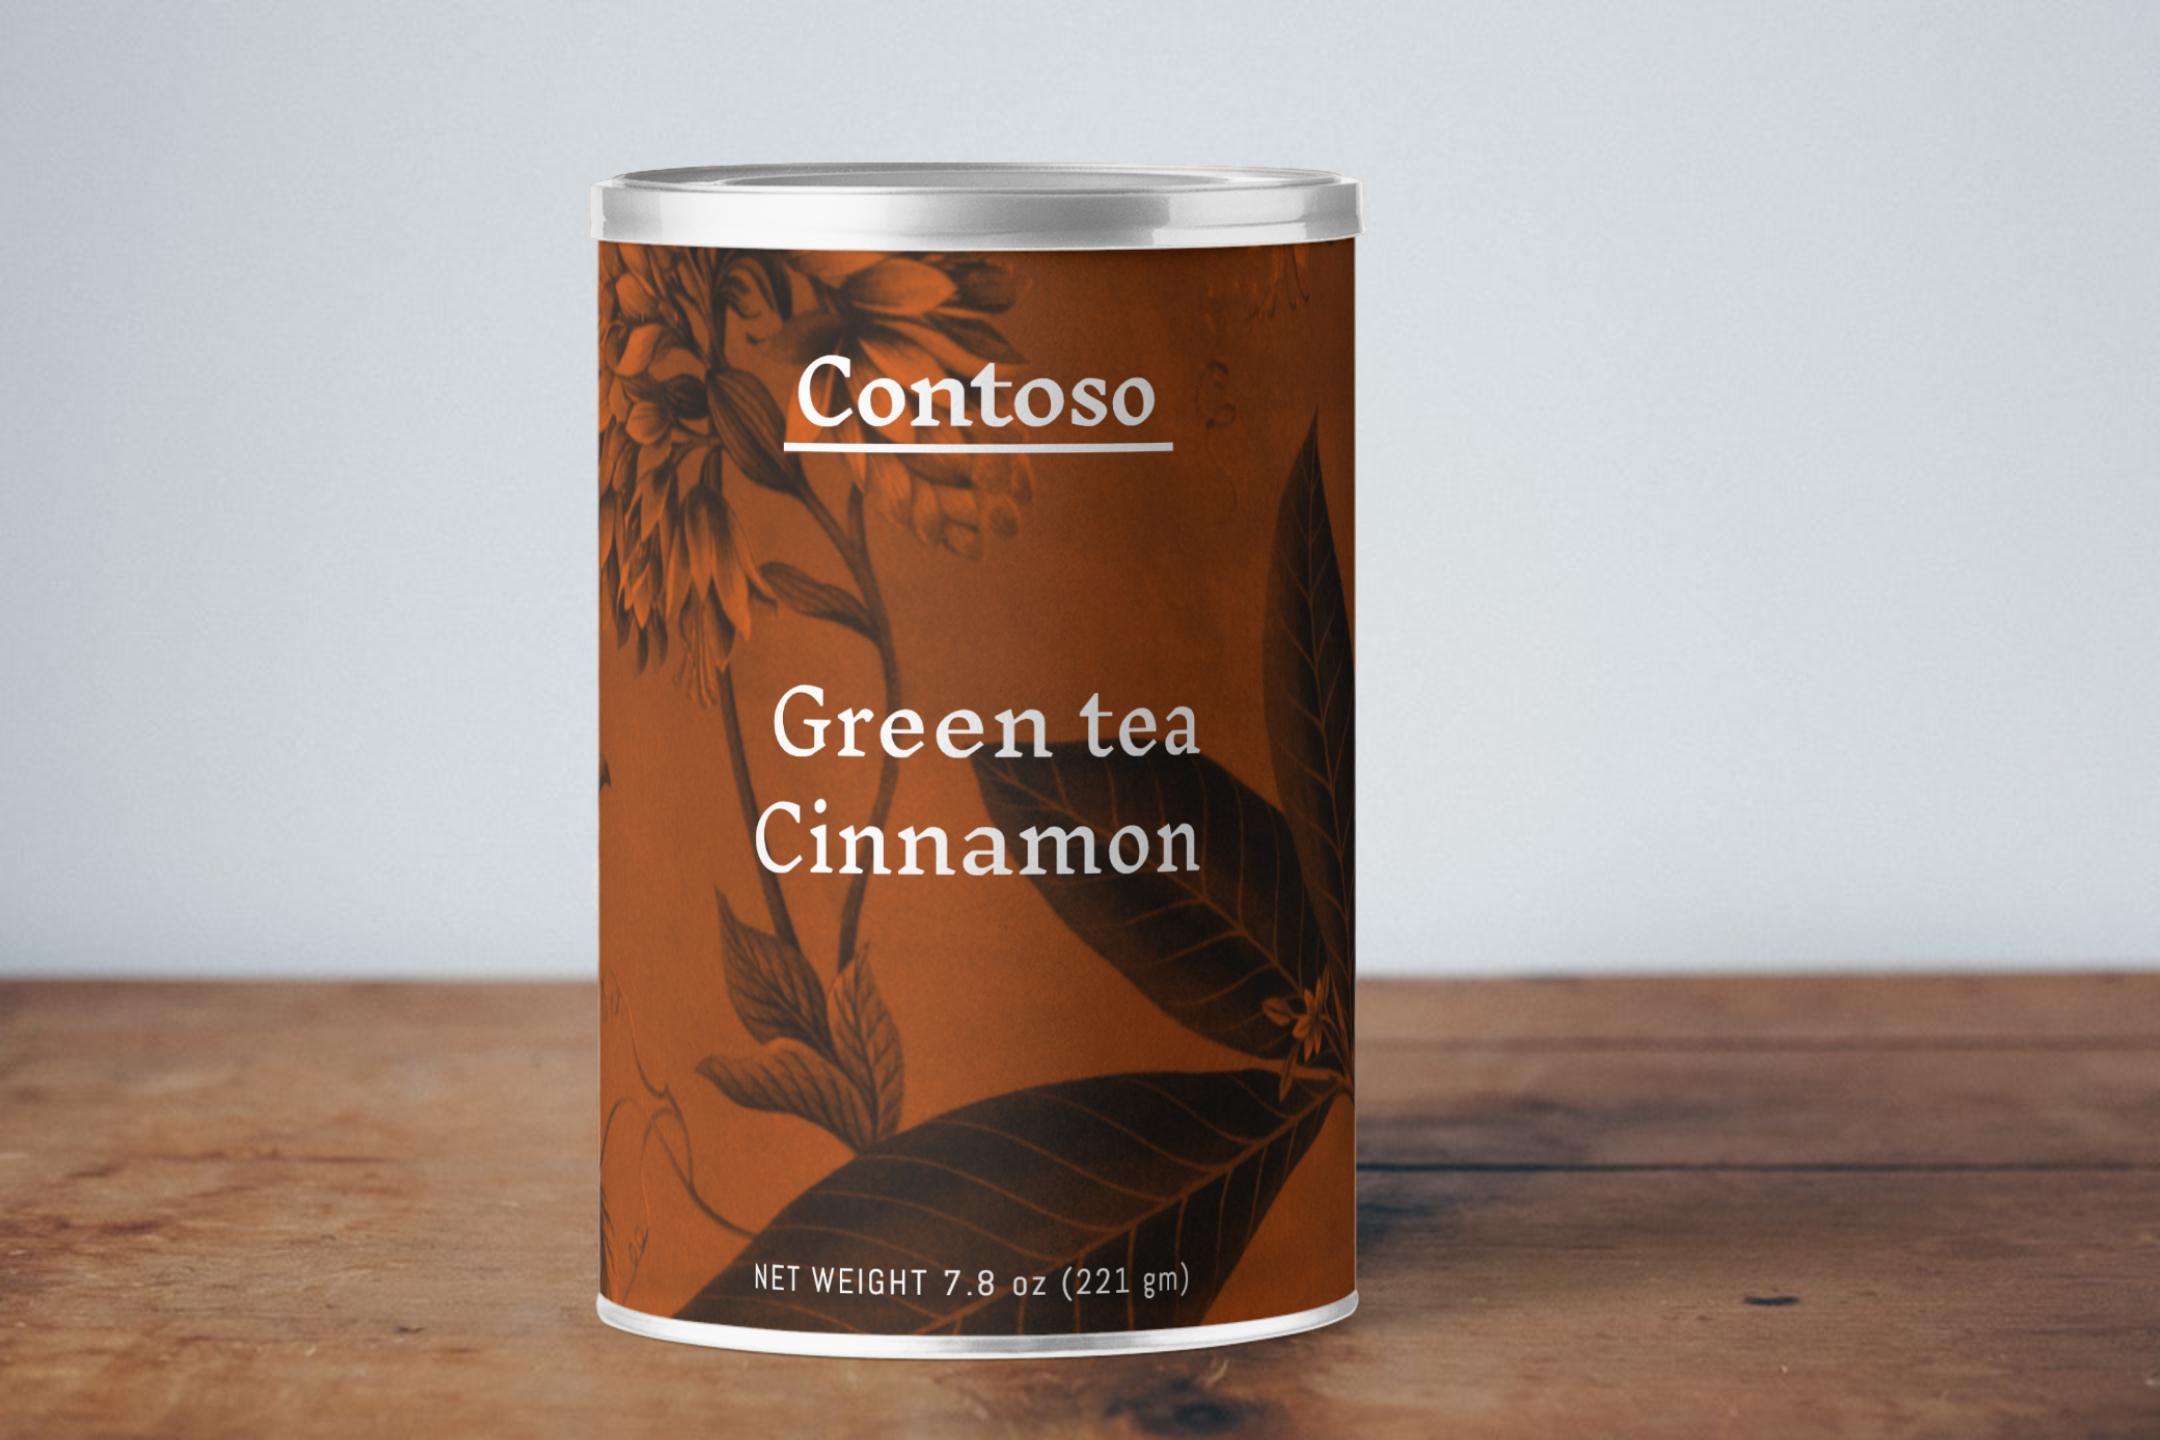 Contoso
Green tea
Cinnamon
NET WEIGHT 7.8 oz (221 gm)